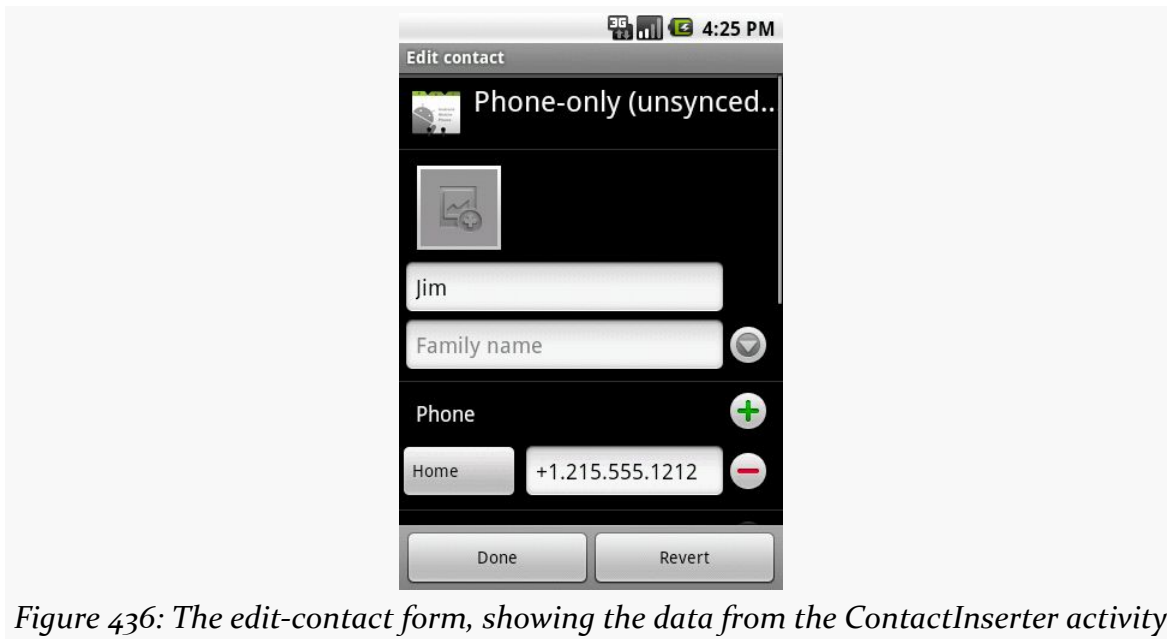 3G 4:25 PM
Edit contact
Phone-only (unsynced..
Jim
Family name
Phone
Home +1.215.555.1212
Done Revert
Figure 436: The edit-contact form, showing the data from the ContactInserter activity